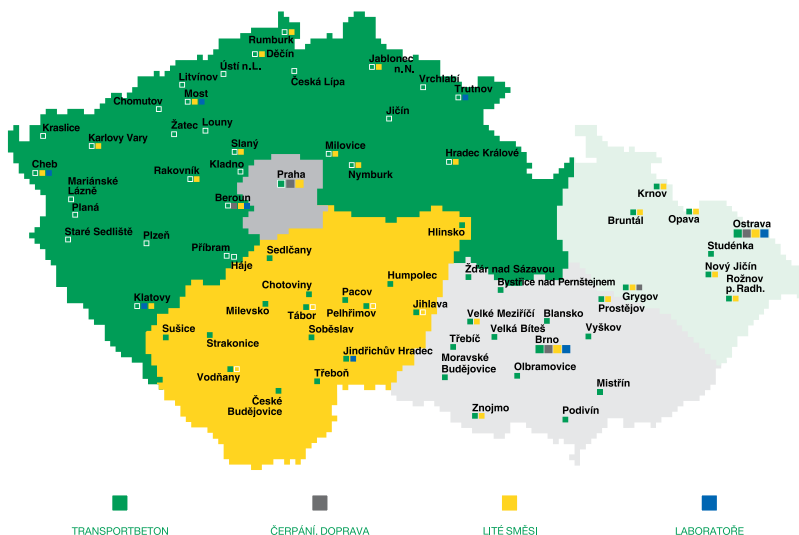 Rumburk
Děčín
Ústí n.L.
Jablonec
n. N.
Litvínov
Česká Lípa
Vrchlabí
Most
Trutnov
Chomutov
Jičín
Kraslice
Žatec
Louny
Karlovy Vary
Slaný
Milovice
Hradec Králové
Cheb
Rakovník
Kladno
Praha
Nymburk
Mariánské
Lázně
Krnov
Planá
Beroun
Bruntál
Opava
Ostrava
Staré Sedliště
Plzeň
Hlinsko
Příbram
Háje
Sedlčany
Studénka
Žďár nad Sázavou
Nový Jičín
Humpolec
Bystřice nad Pernštejnem
Rožnov
p. Radh.
Chotoviny
Pacov
Grygov
Klatovy
Milevsko
Tábor
Pelhřimov
Jihlava
Prostějov
Velké Meziříčí
Blansko
Sušice
Strakonice
Soběslav
Velká Bíteš
Vyškov
Třebíč
Brno
Jindřichův Hradec
Moravské
Budějovice
Olbramovice
Vodňany
Třeboň
Mistřín
České
Budějovice
Znojmo
Podivín
TRANSPORTBETON
ČERPÁNÍ, DOPRAVA
LITÉ SMĚSI
LABORATOŘE